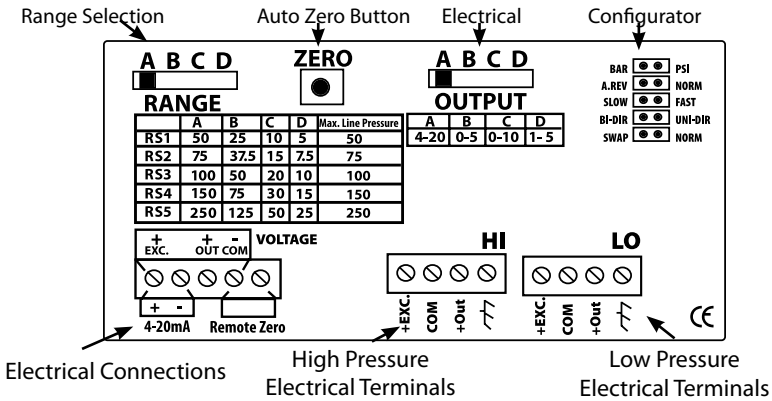 Range Selection Auto Zero Button Electrical Configurator
A B C D ZERO A B C D
RANGE OUTPUT
BAR PSI
A.REV NORM
SLOW FAST
BI-DIR UNI-DIR
SWAP NORM
A B C D Max. Line Pressure
RS1 50 25 10 5 50
RS2 75 37.5 15 7.5 75
RS3 100 50 20 10 100
RS4 150 75 30 15 150
RS5 250 125 50 25 250
A B C D
4-20 0-5 0-10 1-5
+ + - VOLTAGE
EXC. OUT COM
+ -
4-20mA Remote Zero
HI
+EXC. COM +Out
LO
+EXC. COM +Out
CE
Electrical Connections
High Pressure
Electrical Terminals
Low Pressure
Electrical Terminals